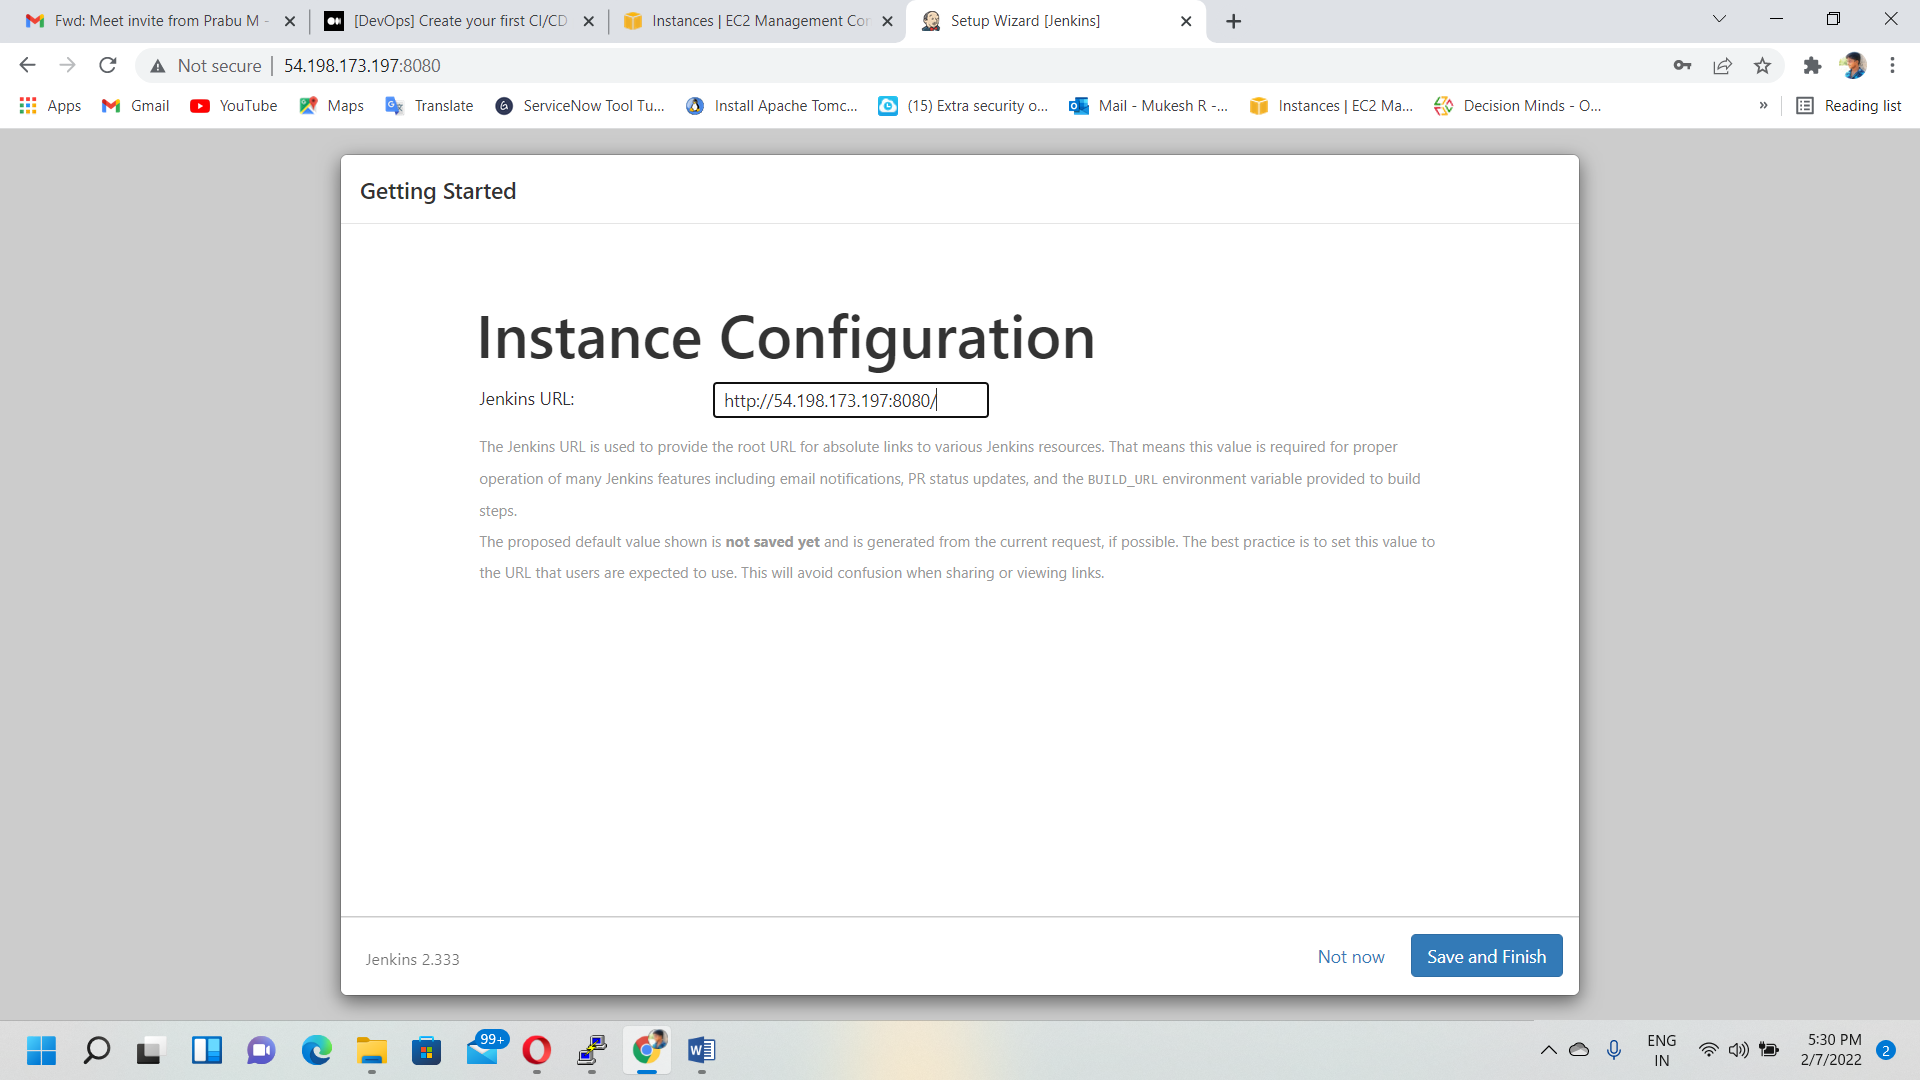 Fwd: Meet invite from Prabu M -
[DevOps] Create your first CI/CD
Instances | EC2 Management Con
Setup Wizard [Jenkins]
Not secure | 54.198.173.197:8080
Apps
Gmail
YouTube
Maps
Translate
ServiceNow Tool Tu...
Install Apache Tomc...
(15) Extra security o...
Mail - Mukesh R -...
Instances | EC2 Ma...
Decision Minds - O...
»
Reading list
Getting Started
Instance Configuration
Jenkins URL:
http://54.198.173.197:8080/
The Jenkins URL is used to provide the root URL for absolute links to various Jenkins resources. That means this value is required for proper
operation of many Jenkins features including email notifications, PR status updates, and the BUILD_URL environment variable provided to build
steps.
The proposed default value shown is not saved yet and is generated from the current request, if possible. The best practice is to set this value to
the URL that users are expected to use. This will avoid confusion when sharing or viewing links.
Jenkins 2.333
Not now
Save and Finish
99+
ENG
IN
5:30 PM
2/7/2022
2